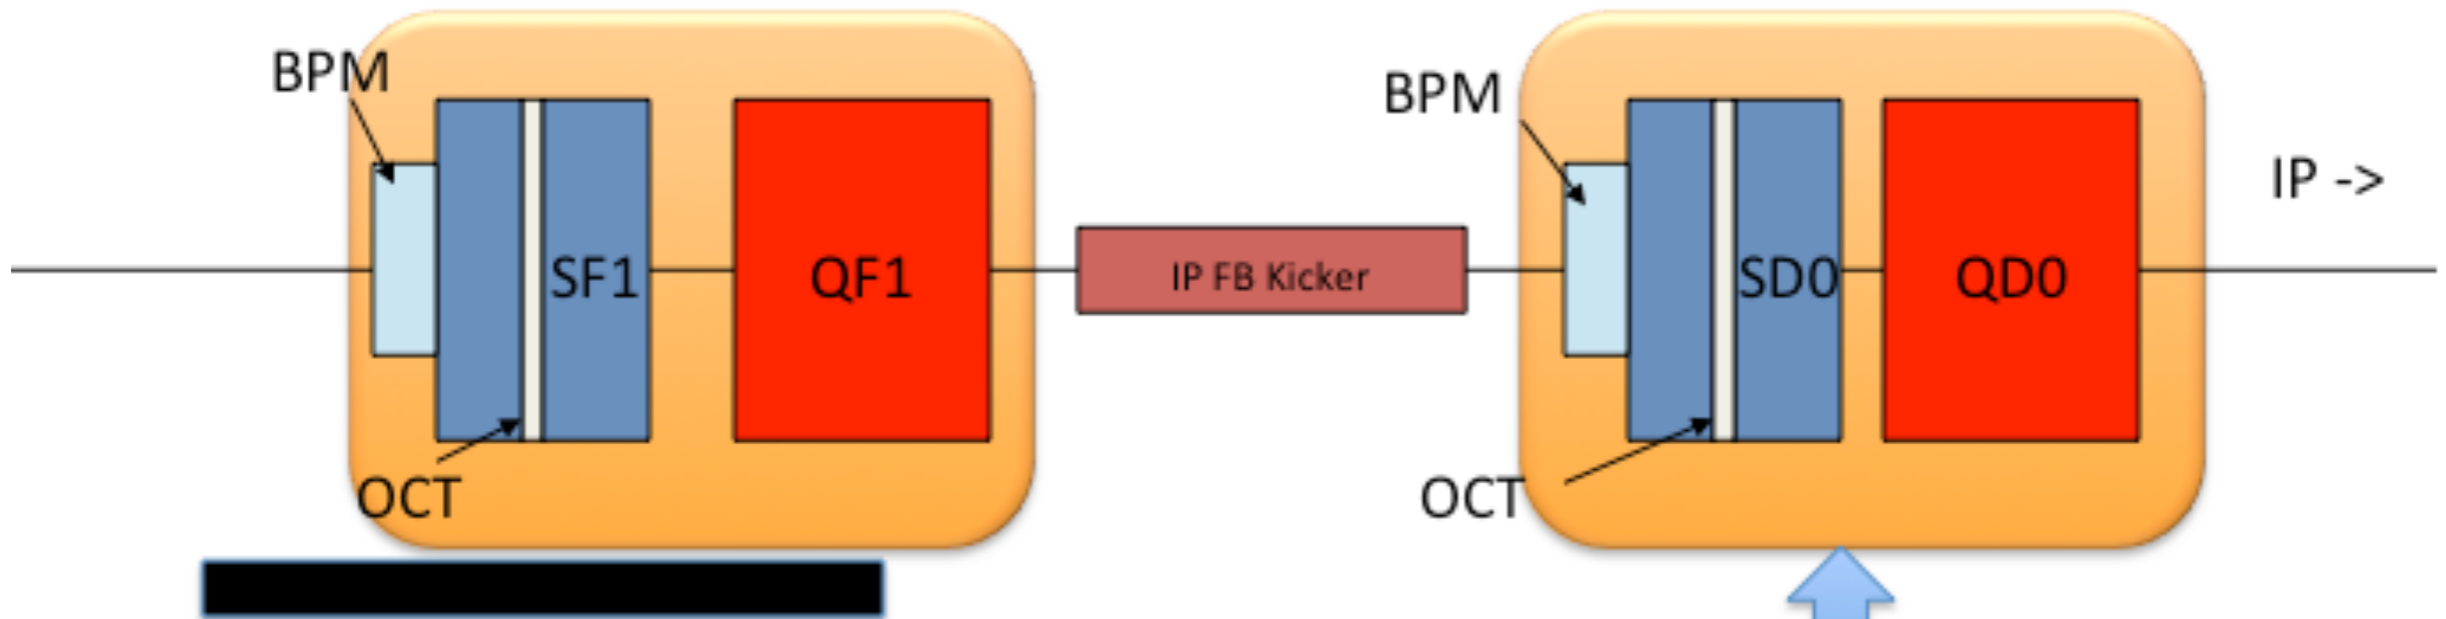 BPM
SF1
QF1
OCT
IP FB Kicker
BPM
SD0
QD0
OCT
IP ->